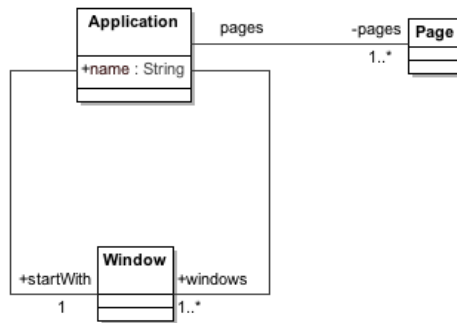 Application
pages
-pages
Page
1..*
+name : String
Window
+startWith
+windows
1
1..*